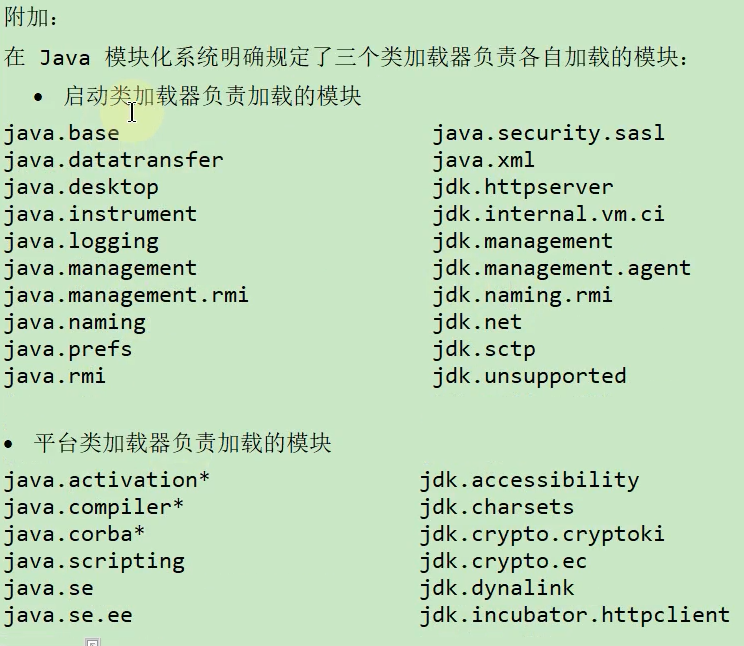 附加：
在 Java 模块化系统明确规定了三个类加载器负责各自加载的模块：
• 启动类加载器负责加载的模块
java.base java.security.sasl
java.datatransfer java.xml
java.desktop jdk.httpserver
java.instrument jdk.internal.vm.ci
java.logging jdk.management
java.management jdk.management.agent
java.management.rmi jdk.naming.rmi
java.naming jdk.net
java.prefs jdk.sctp
java.rmi jdk.unsupported
• 平台类加载器负责加载的模块
java.activation* jdk.accessibility
java.compiler* jdk.charsets
java.corba* jdk.crypto.cryptoki
java.scripting jdk.crypto.ec
java.se jdk.dynalink
java.se.ee jdk.incubator.httpclient